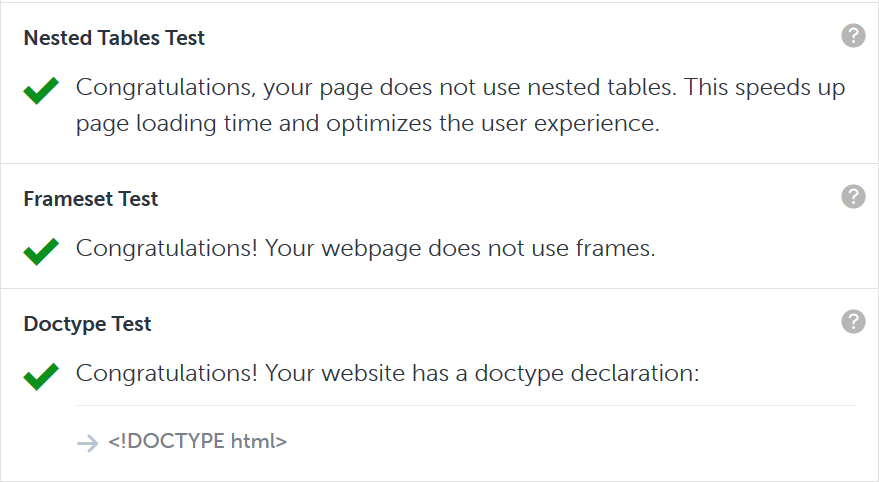 Nested Tables Test
?
Congratulations, your page does not use nested tables. This speeds up
page loading time and optimizes the user experience.
Frameset Test
?
Congratulations! Your webpage does not use frames.
Doctype Test
?
Congratulations! Your website has a doctype declaration:
<!DOCTYPE html>